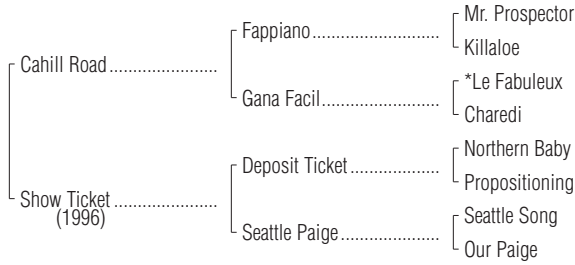 Mr. Prospector
Fappiano
Killaloe
Cahill Road
*Le Fabuleux
Gana Facil
Charedi
Northern Baby
Deposit Ticket
Propositioning
Show Ticket
(1996)
Seattle Song
Seattle Paige
Our Paige